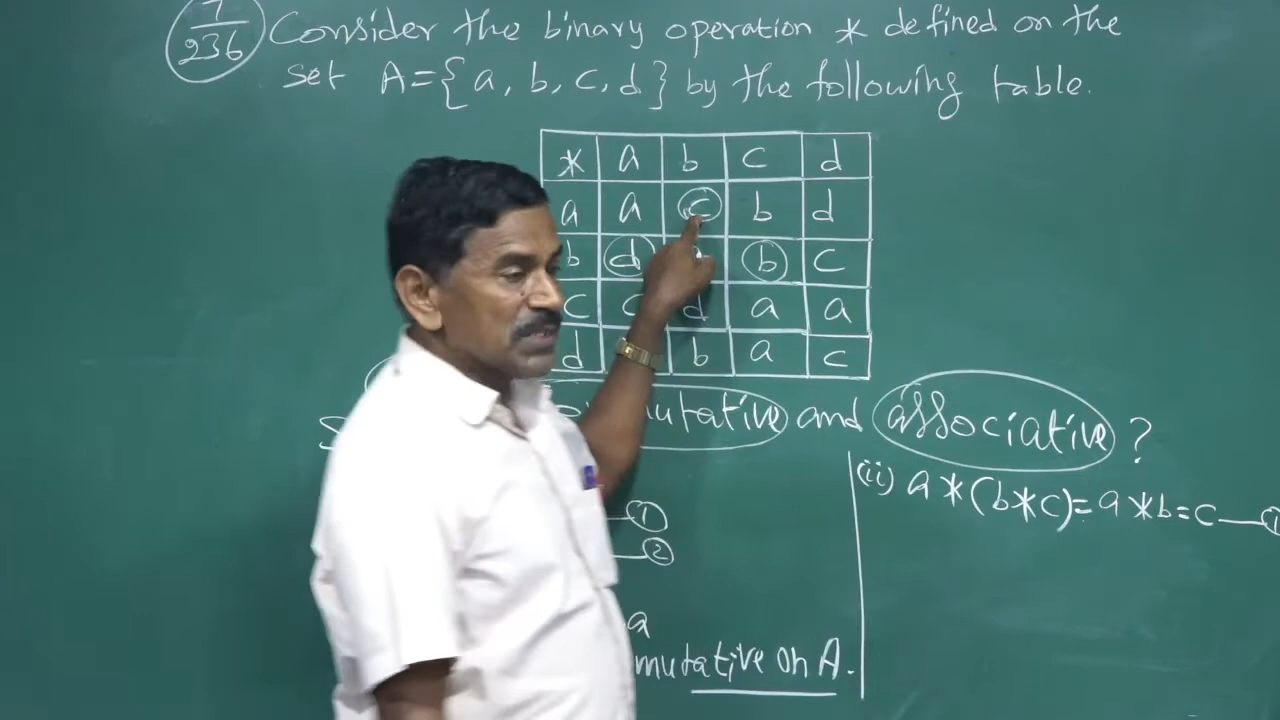 7/236 Consider the binary operation * defined on the
set A={a, b, c, d} by the following table.
* a b c d
a a c b d
b d b c
c c d a a
d b a c
mutative and associative ?
(ii) a*(b*c)=a*b=c—①
①
②
a
mutative on A.